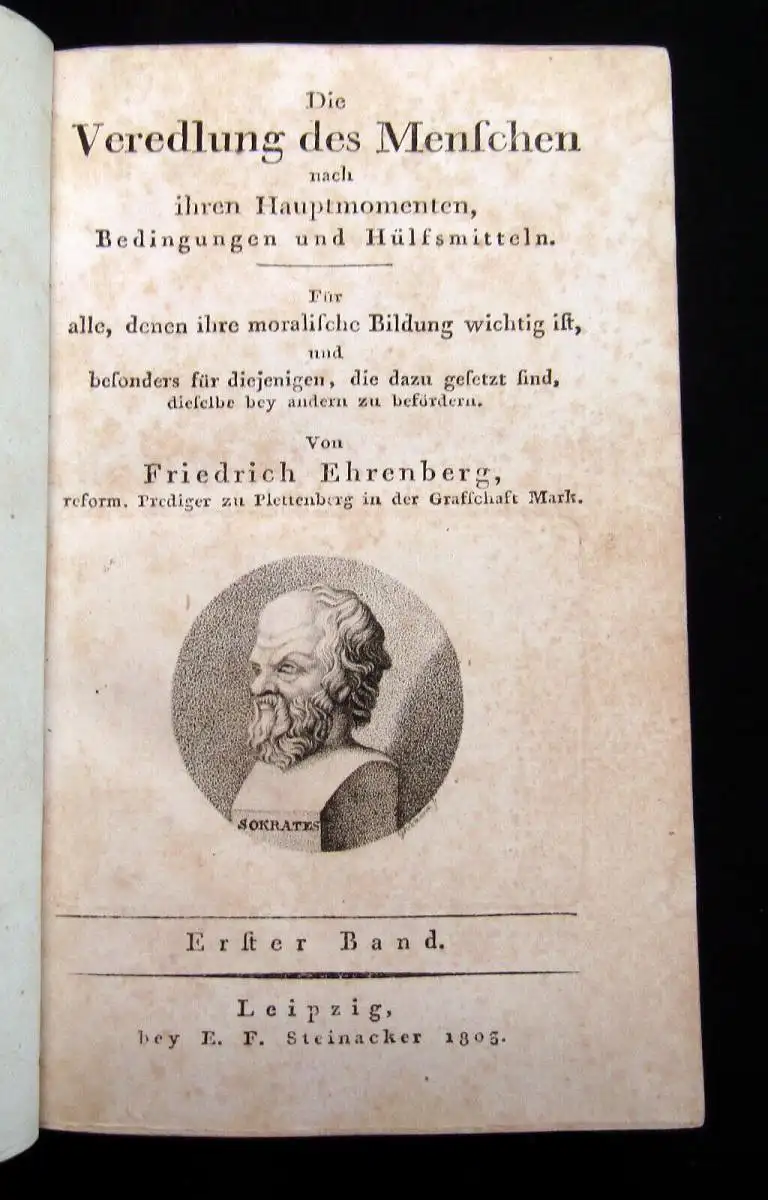 Die
Veredlung des Menſchen
nach
ihren Hauptmomenten,
Bedingungen und Hülfsmitteln.
Für
alle, denen ihre moraliſche Bildung wichtig iſt,
und
beſonders für diejenigen, die dazu geſetzt ſind,
dieſelbe bey andern zu befördern.
Von
Friedrich Ehrenberg,
reform. Prediger zu Plettenberg in der Graffſchaft Mark.
SOKRATES
Erſter Band.
Leipzig,
bey E. F. Steinacker 1803.